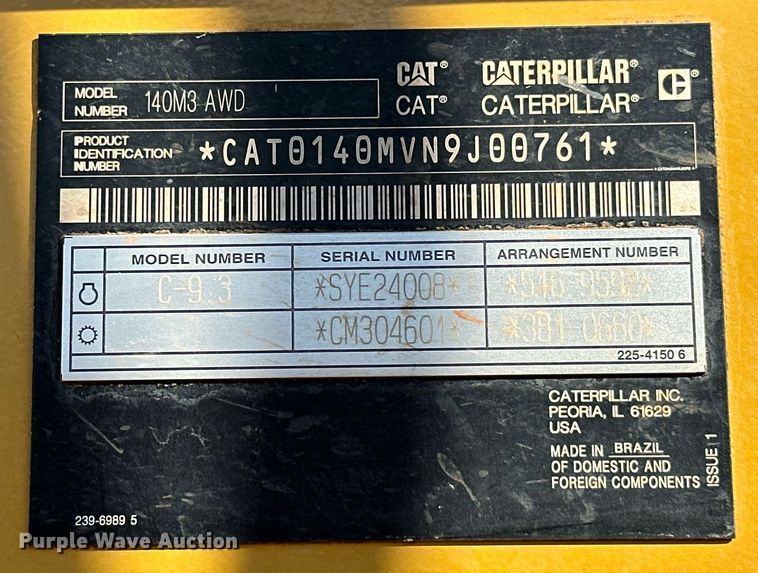 MODEL NUMBER 140M3 AWD
CAT® CATERPILLAR® ®
CAT® CATERPILLAR®
PRODUCT IDENTIFICATION NUMBER *CAT0140MVN9J00761*
MODEL NUMBER SERIAL NUMBER ARRANGEMENT NUMBER
C-9.3 *SYE24008*
*CM304601*
225-4150 6
CATERPILLAR INC.
PEORIA, IL 61629
USA
MADE IN BRAZIL
OF DOMESTIC AND
FOREIGN COMPONENTS
ISSUE 1
239-6989 5
Purple Wave Auction